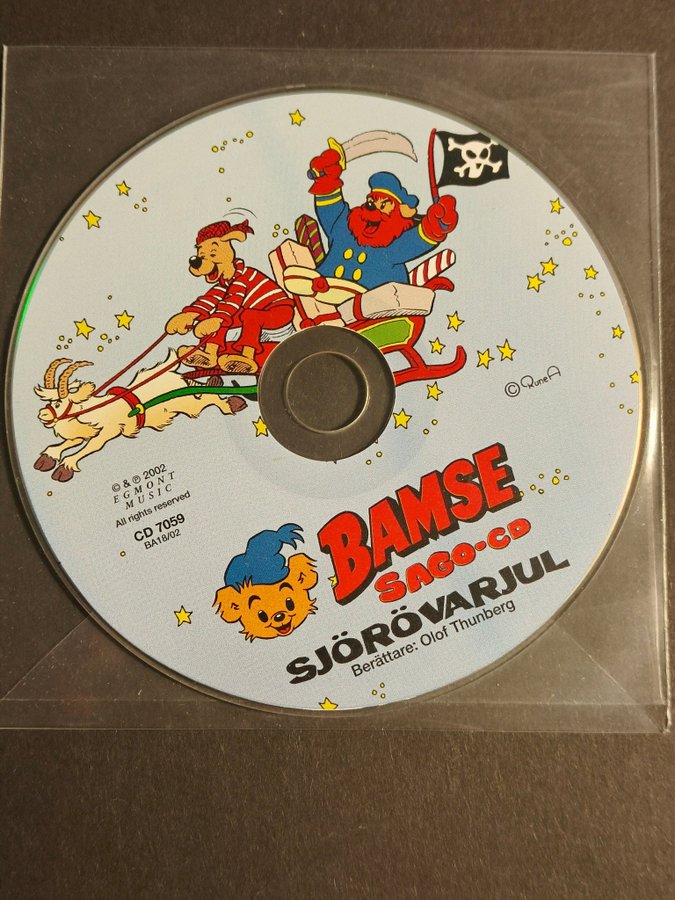 © RuneA
© & ℗ 2002
EGMONT
MUSIC
All rights reserved
CD 7059
BA18/02
BAMSE
SAGO-CD
SJÖRÖVARJUL
Berättare: Olof Thunberg